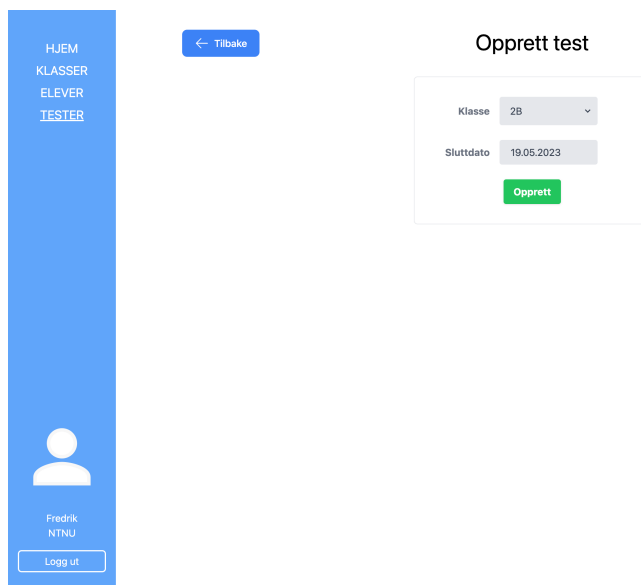 HJEM
KLASSER
ELEVER
TESTER
Fredrik
NTNU
Logg ut
Tilbake
Opprett test
Klasse 2B
Sluttdato 19.05.2023
Opprett